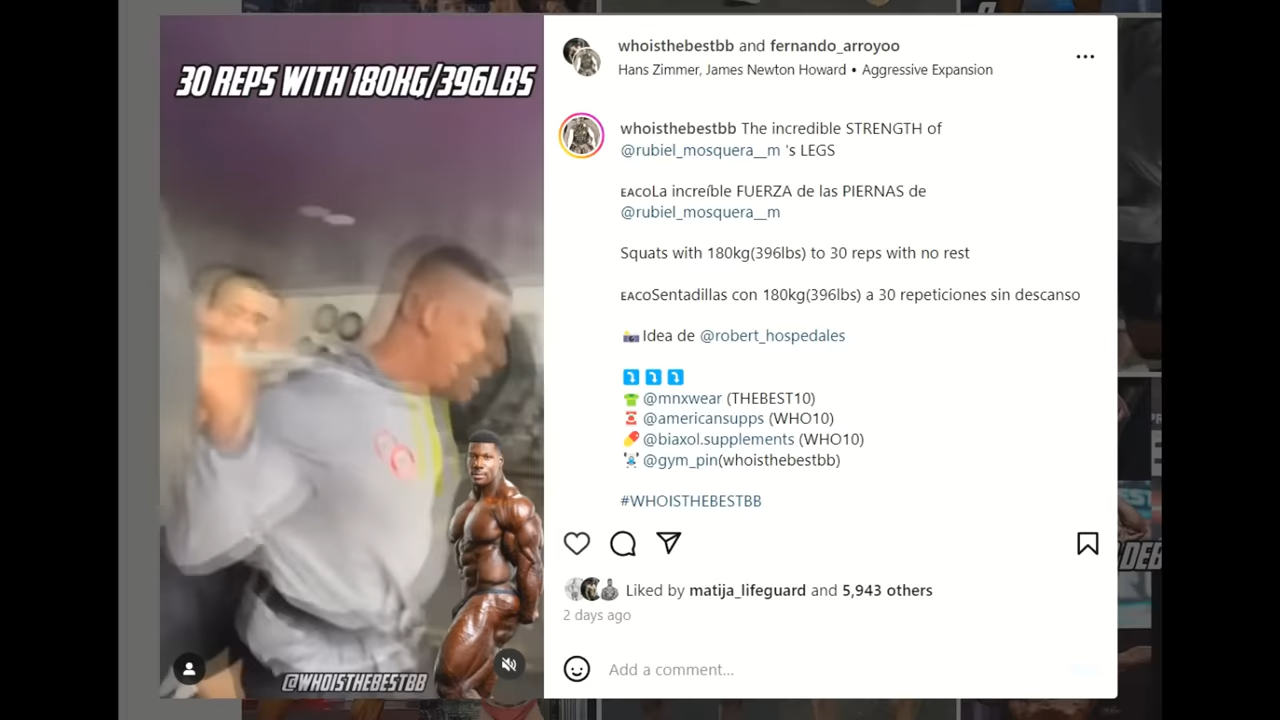 30 REPS WITH 180KG/396LBS
@WHOISTHEBESTBB
whoisthebestbb and fernando_arroyoo
Hans Zimmer, James Newton Howard • Aggressive Expansion
whoisthebestbb The incredible STRENGTH of
@rubiel_mosquera__m 's LEGS
ᴇᴀᴄoLa increíble FUERZA de las PIERNAS de
@rubiel_mosquera__m
Squats with 180kg(396lbs) to 30 reps with no rest
ᴇᴀᴄoSentadillas con 180kg(396lbs) a 30 repeticiones sin descanso
Idea de @robert_hospedales
@mnxwear (THEBEST10)
@americansupps (WHO10)
@biaxol.supplements (WHO10)
@gym_pin(whoisthebestbb)
#WHOISTHEBESTBB
Liked by matija_lifeguard and 5,943 others
2 days ago
Add a comment...